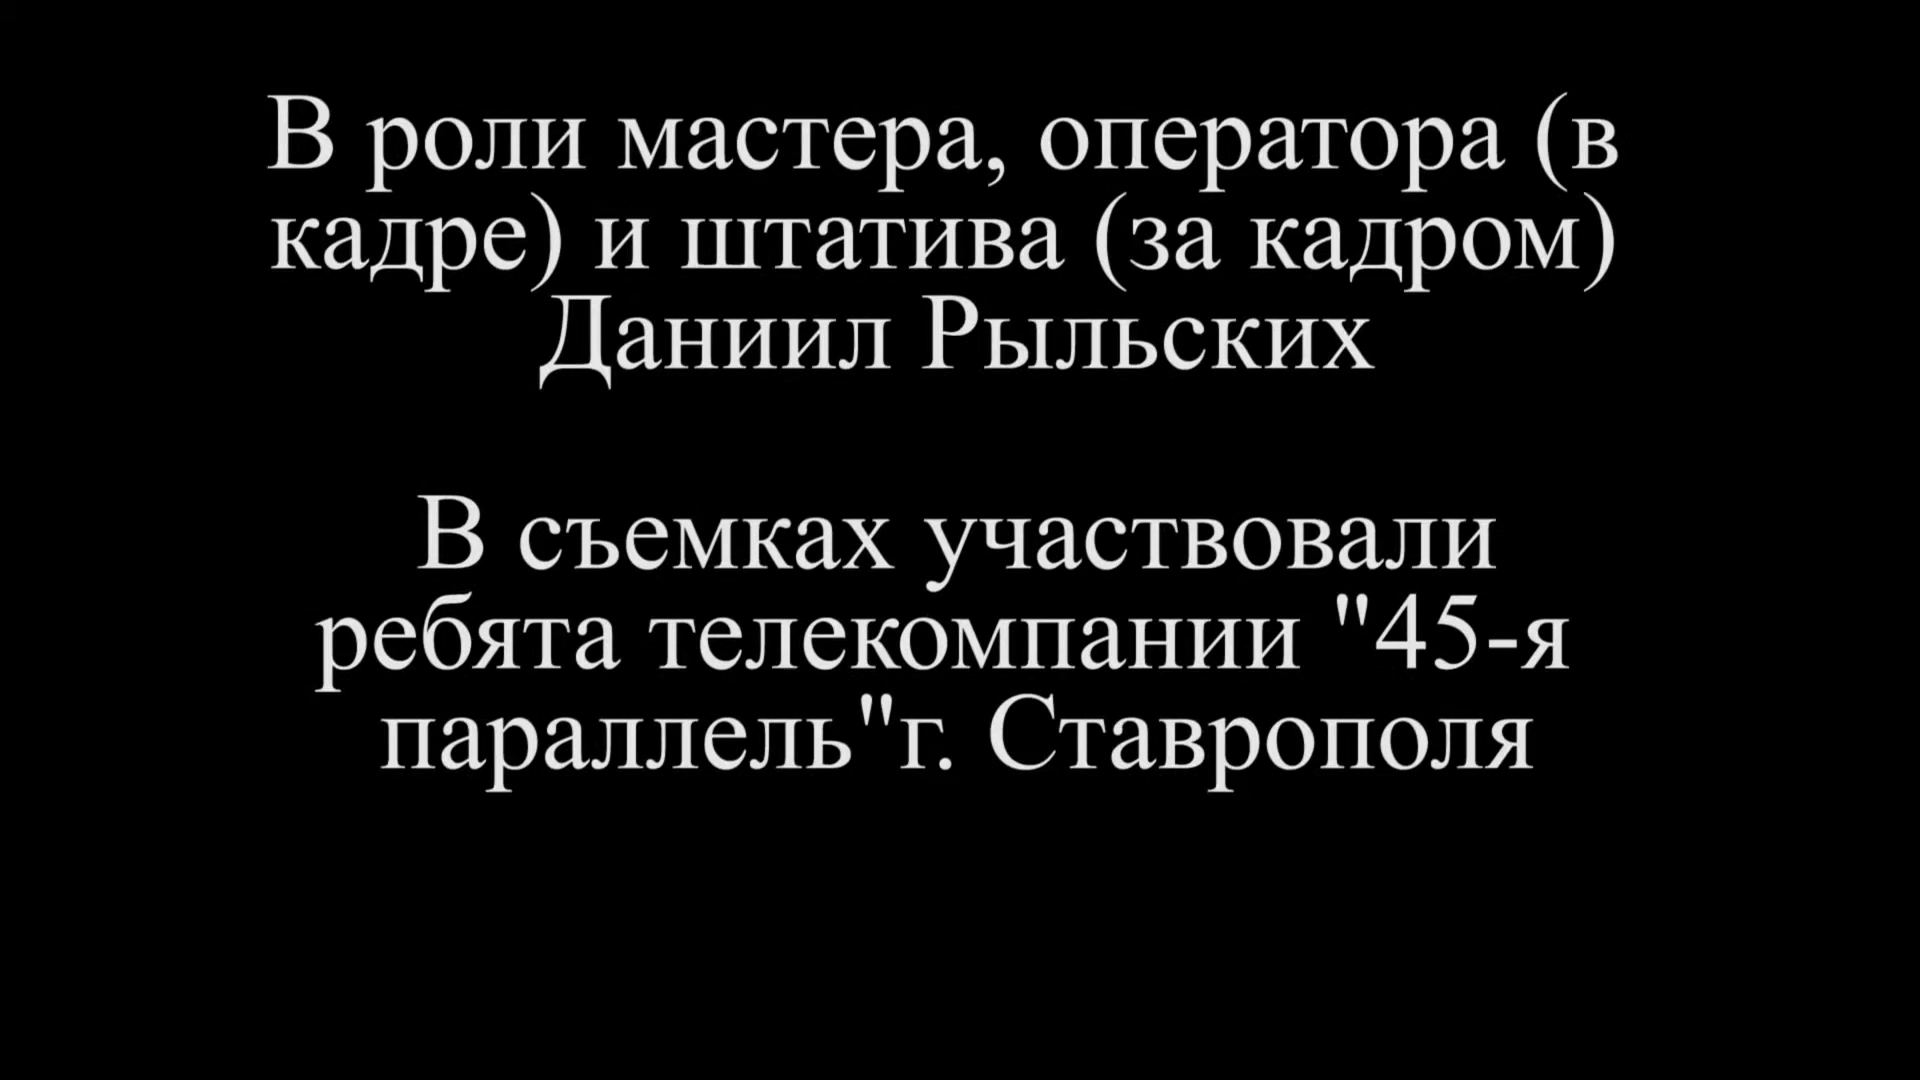 В роли мастера, оператора (в
кадре) и штатива (за кадром)
Даниил Рыльских
В съемках участвовали
ребята телекомпании "45-я
параллель"г. Ставрополя